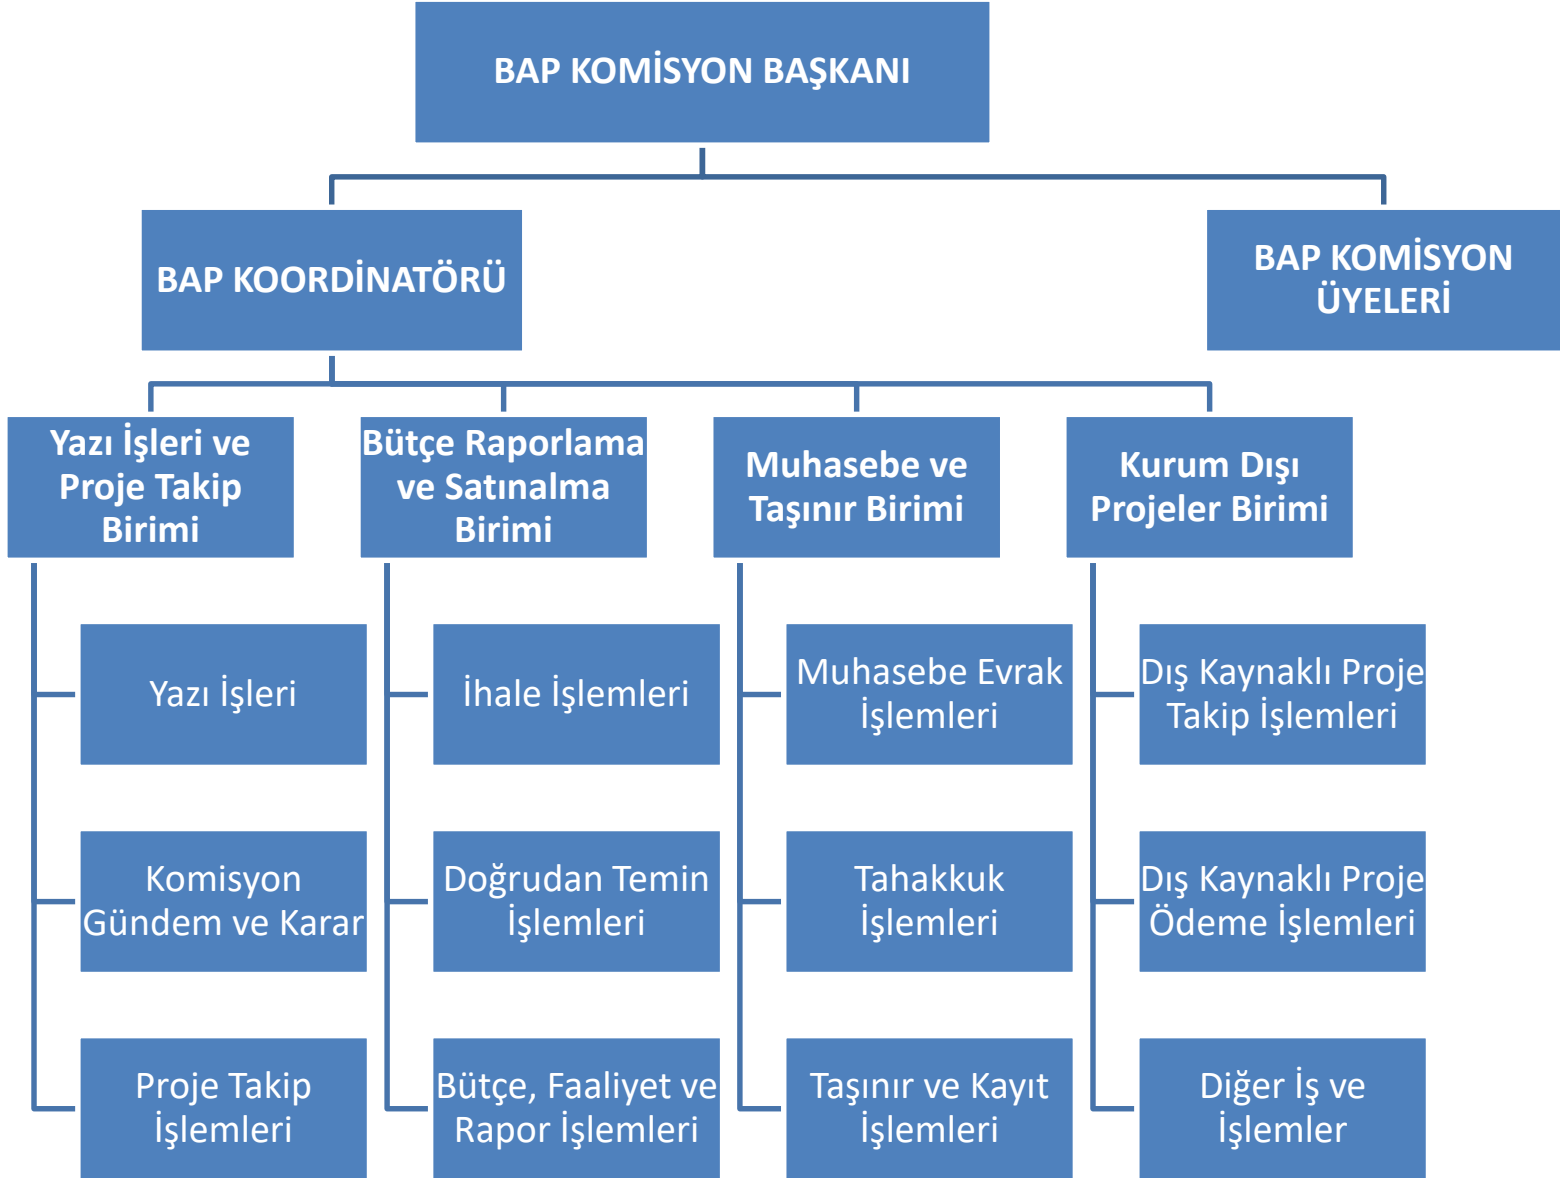 BAP KOMİSYON BAŞKANI
BAP KOORDİNATÖRÜ
BAP KOMİSYON
ÜYELERİ
Yazı İşleri ve
Proje Takip
Birimi
Bütçe Raporlama
ve Satınalma
Birimi
Muhasebe ve
Taşınır Birimi
Kurum Dışı
Projeler Birimi
Yazı İşleri
İhale İşlemleri
Muhasebe Evrak
İşlemleri
Dış Kaynaklı Proje
Takip İşlemleri
Komisyon
Gündem ve Karar
Doğrudan Temin
İşlemleri
Tahakkuk
İşlemleri
Dış Kaynaklı Proje
Ödeme İşlemleri
Proje Takip
İşlemleri
Bütçe, Faaliyet ve
Rapor İşlemleri
Taşınır ve Kayıt
İşlemleri
Diğer İş ve
İşlemler